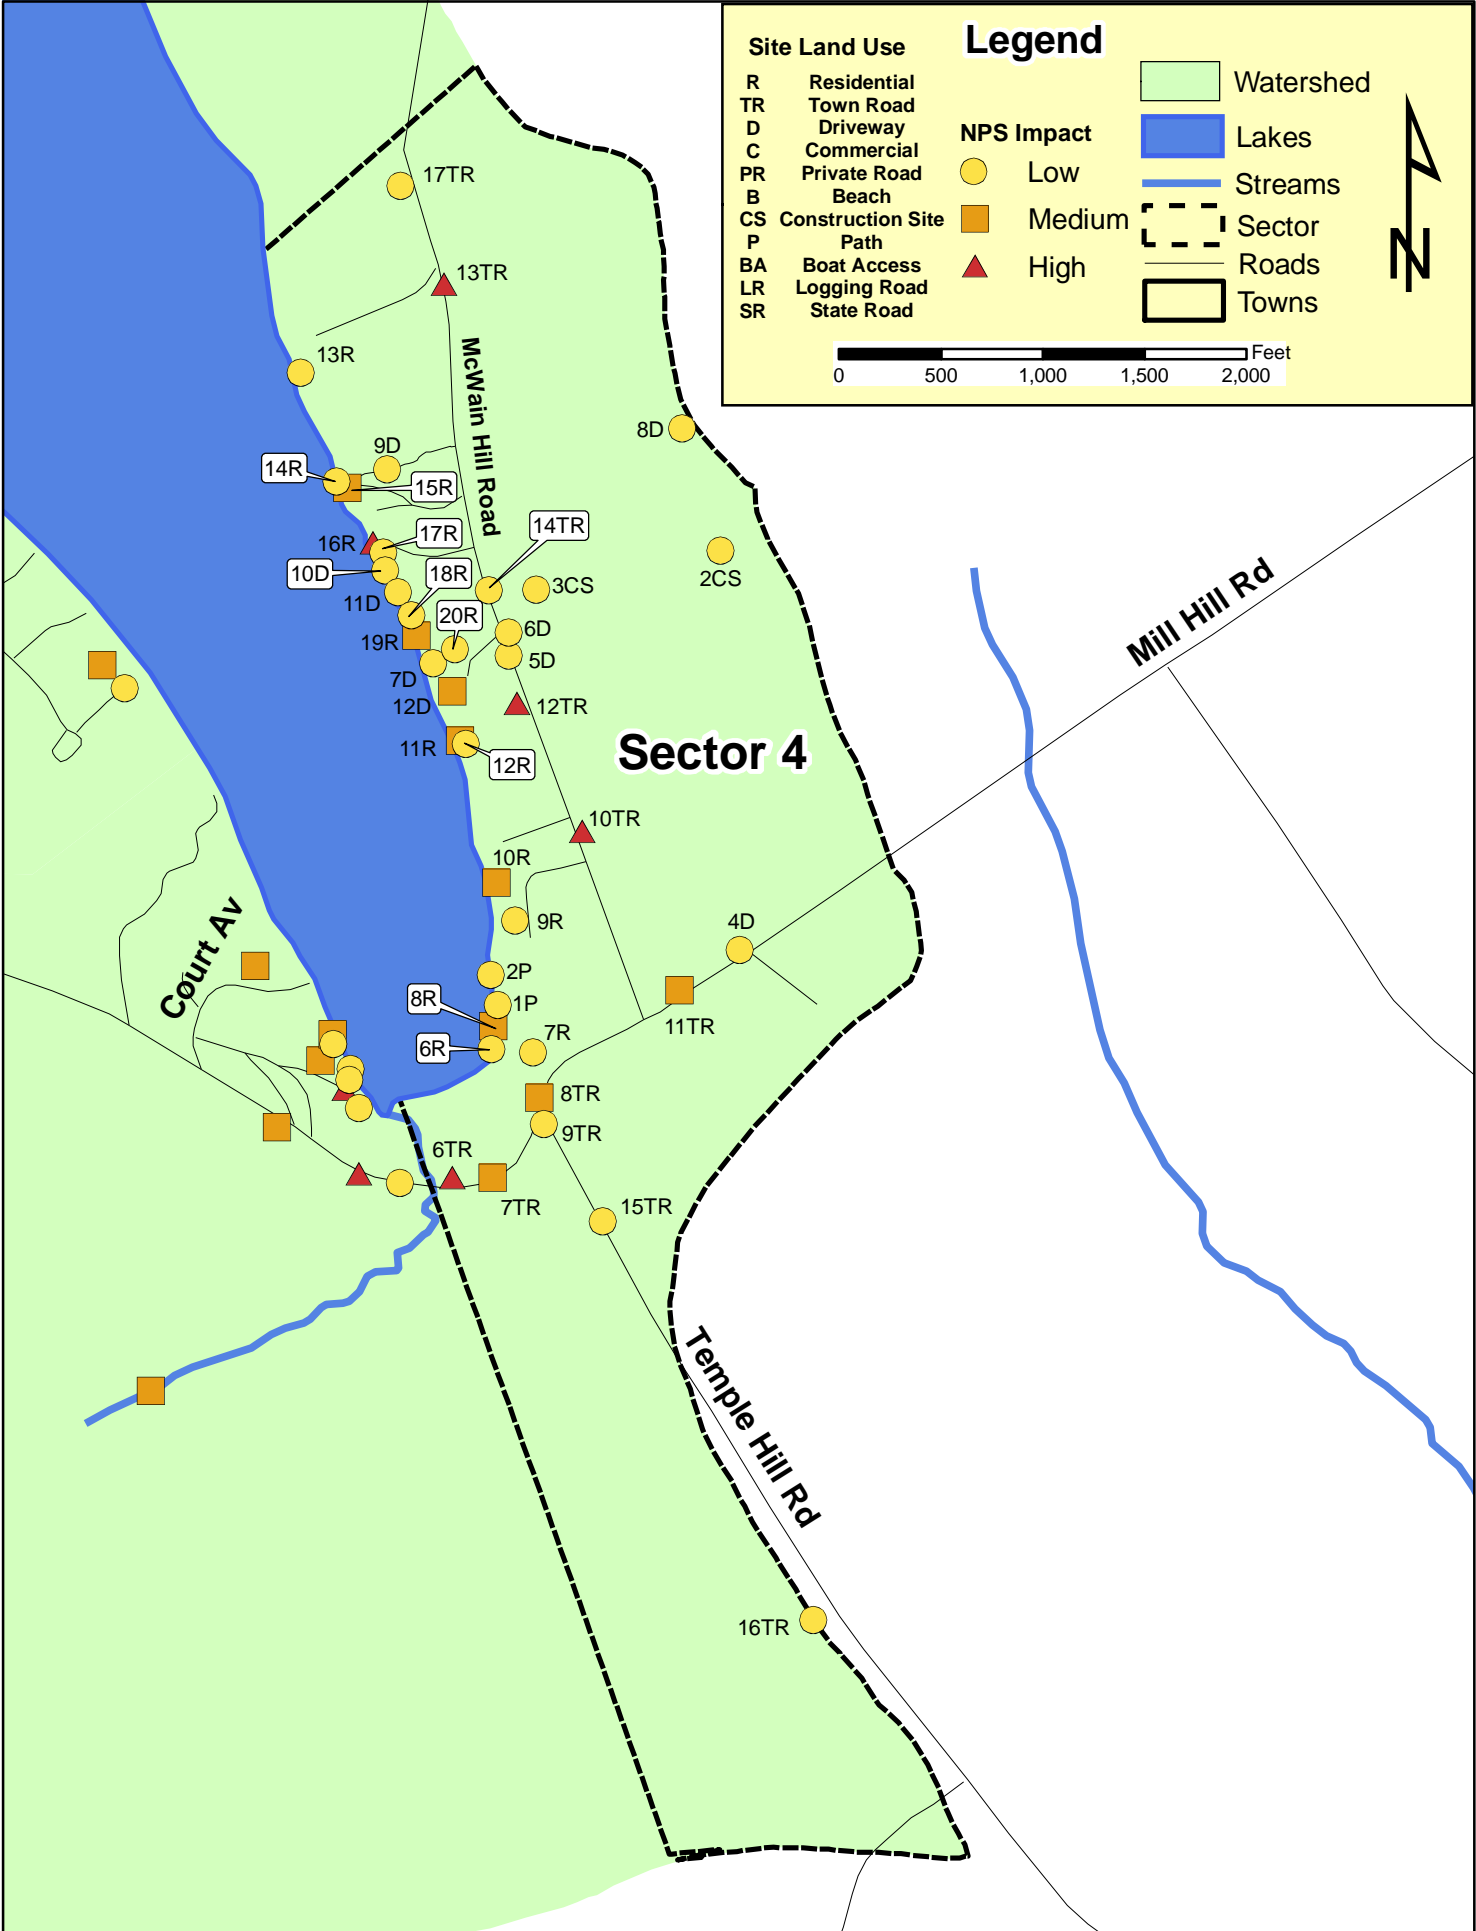 Legend
Site Land Use
R Residential
TR Town Road
D Driveway
C Commercial
PR Private Road
B Beach
CS Construction Site
P Path
BA Boat Access
LR Logging Road
SR State Road
NPS Impact
Low
Medium
High
Watershed
Lakes
Streams
Sector
Roads
Towns
N
Feet
0 500 1,000 1,500 2,000
17TR
13TR
13R
McWain Hill Road
8D
9D
14R
15R
14TR
17R
16R
10D
18R
3CS
2CS
11D
20R
6D
19R
5D
7D
12D
12TR
11R
12R
Sector 4
Mill Hill Rd
10TR
10R
9R
4D
Court Av
2P
8R
1P
11TR
7R
6R
8TR
9TR
6TR
7TR
15TR
Temple Hill Rd
16TR